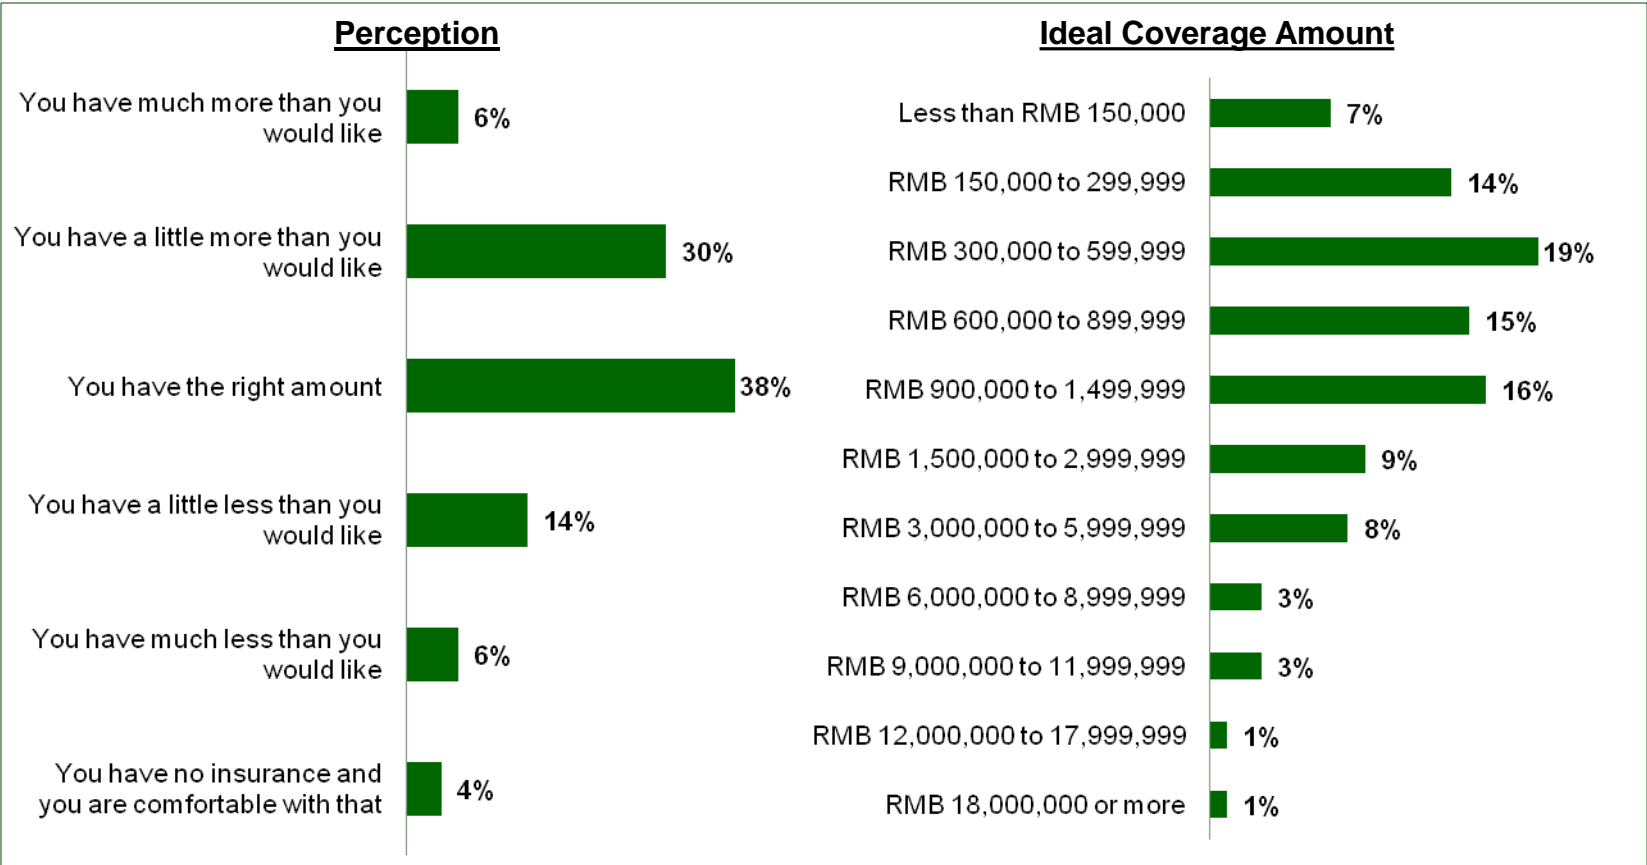 Perception
You have much more than you
would like
6%
You have a little more than you
would like
30%
You have the right amount
38%
You have a little less than you
would like
14%
You have much less than you
would like
6%
You have no insurance and
you are comfortable with that
4%
Ideal Coverage Amount
Less than RMB 150,000
7%
RMB 150,000 to 299,999
14%
RMB 300,000 to 599,999
19%
RMB 600,000 to 899,999
15%
RMB 900,000 to 1,499,999
16%
RMB 1,500,000 to 2,999,999
9%
RMB 3,000,000 to 5,999,999
8%
RMB 6,000,000 to 8,999,999
3%
RMB 9,000,000 to 11,999,999
3%
RMB 12,000,000 to 17,999,999
1%
RMB 18,000,000 or more
1%